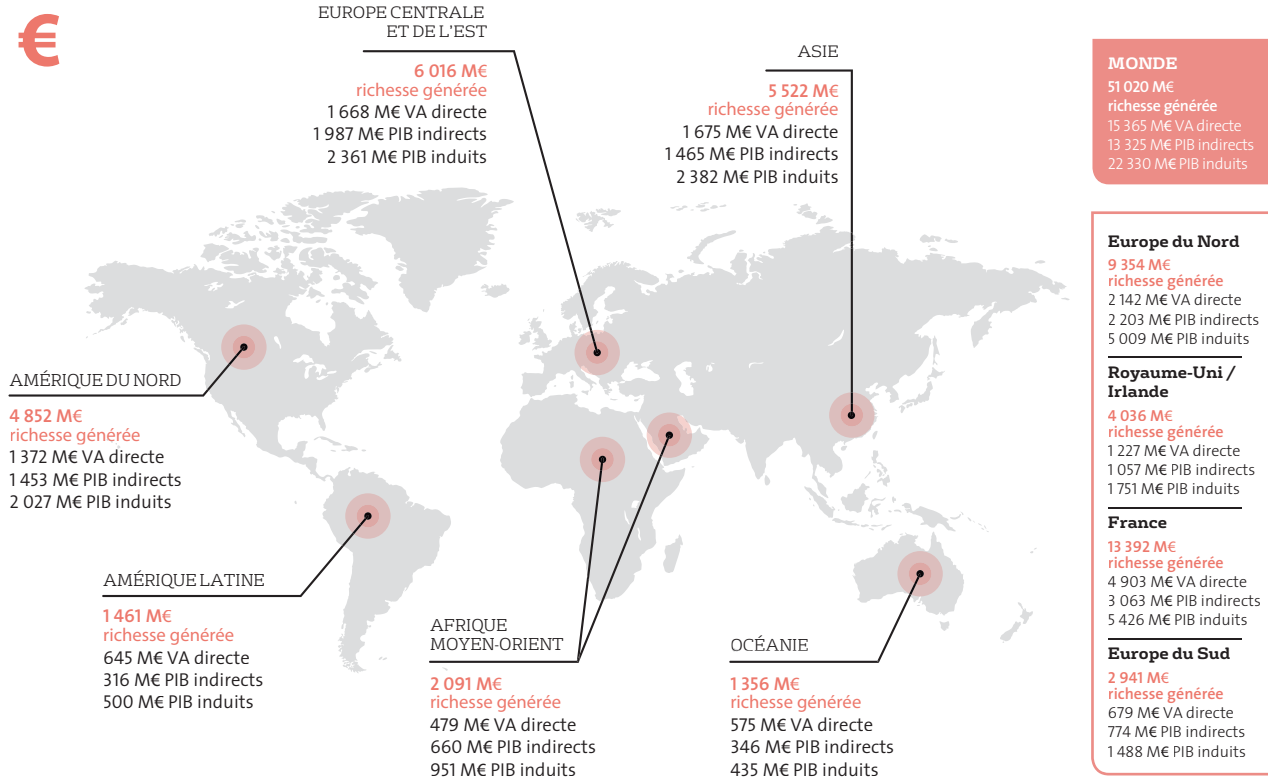 €
EUROPE CENTRALE
ET DE L'EST
6 016 M€
richesse générée
1 668 M€ VA directe
1 987 M€ PIB indirects
2 361 M€ PIB induits
ASIE
5 522 M€
richesse générée
1 675 M€ VA directe
1 465 M€ PIB indirects
2 382 M€ PIB induits
MONDE
51 020 M€
richesse générée
15 365 M€ VA directe
13 325 M€ PIB indirects
22 330 M€ PIB induits
AMÉRIQUE DU NORD
4 852 M€
richesse générée
1 372 M€ VA directe
1 453 M€ PIB indirects
2 027 M€ PIB induits
AMÉRIQUE LATINE
1 461 M€
richesse générée
645 M€ VA directe
316 M€ PIB indirects
500 M€ PIB induits
AFRIQUE
MOYEN-ORIENT
2 091 M€
richesse générée
479 M€ VA directe
660 M€ PIB indirects
951 M€ PIB induits
OCÉANIE
1 356 M€
richesse générée
575 M€ VA directe
346 M€ PIB indirects
435 M€ PIB induits
Europe du Nord
9 354 M€
richesse générée
2 142 M€ VA directe
2 203 M€ PIB indirects
5 009 M€ PIB induits
Royaume-Uni /
Irlande
4 036 M€
richesse générée
1 227 M€ VA directe
1 057 M€ PIB indirects
1 751 M€ PIB induits
France
13 392 M€
richesse générée
4 903 M€ VA directe
3 063 M€ PIB indirects
5 426 M€ PIB induits
Europe du Sud
2 941 M€
richesse générée
679 M€ VA directe
774 M€ PIB indirects
1 488 M€ PIB induits